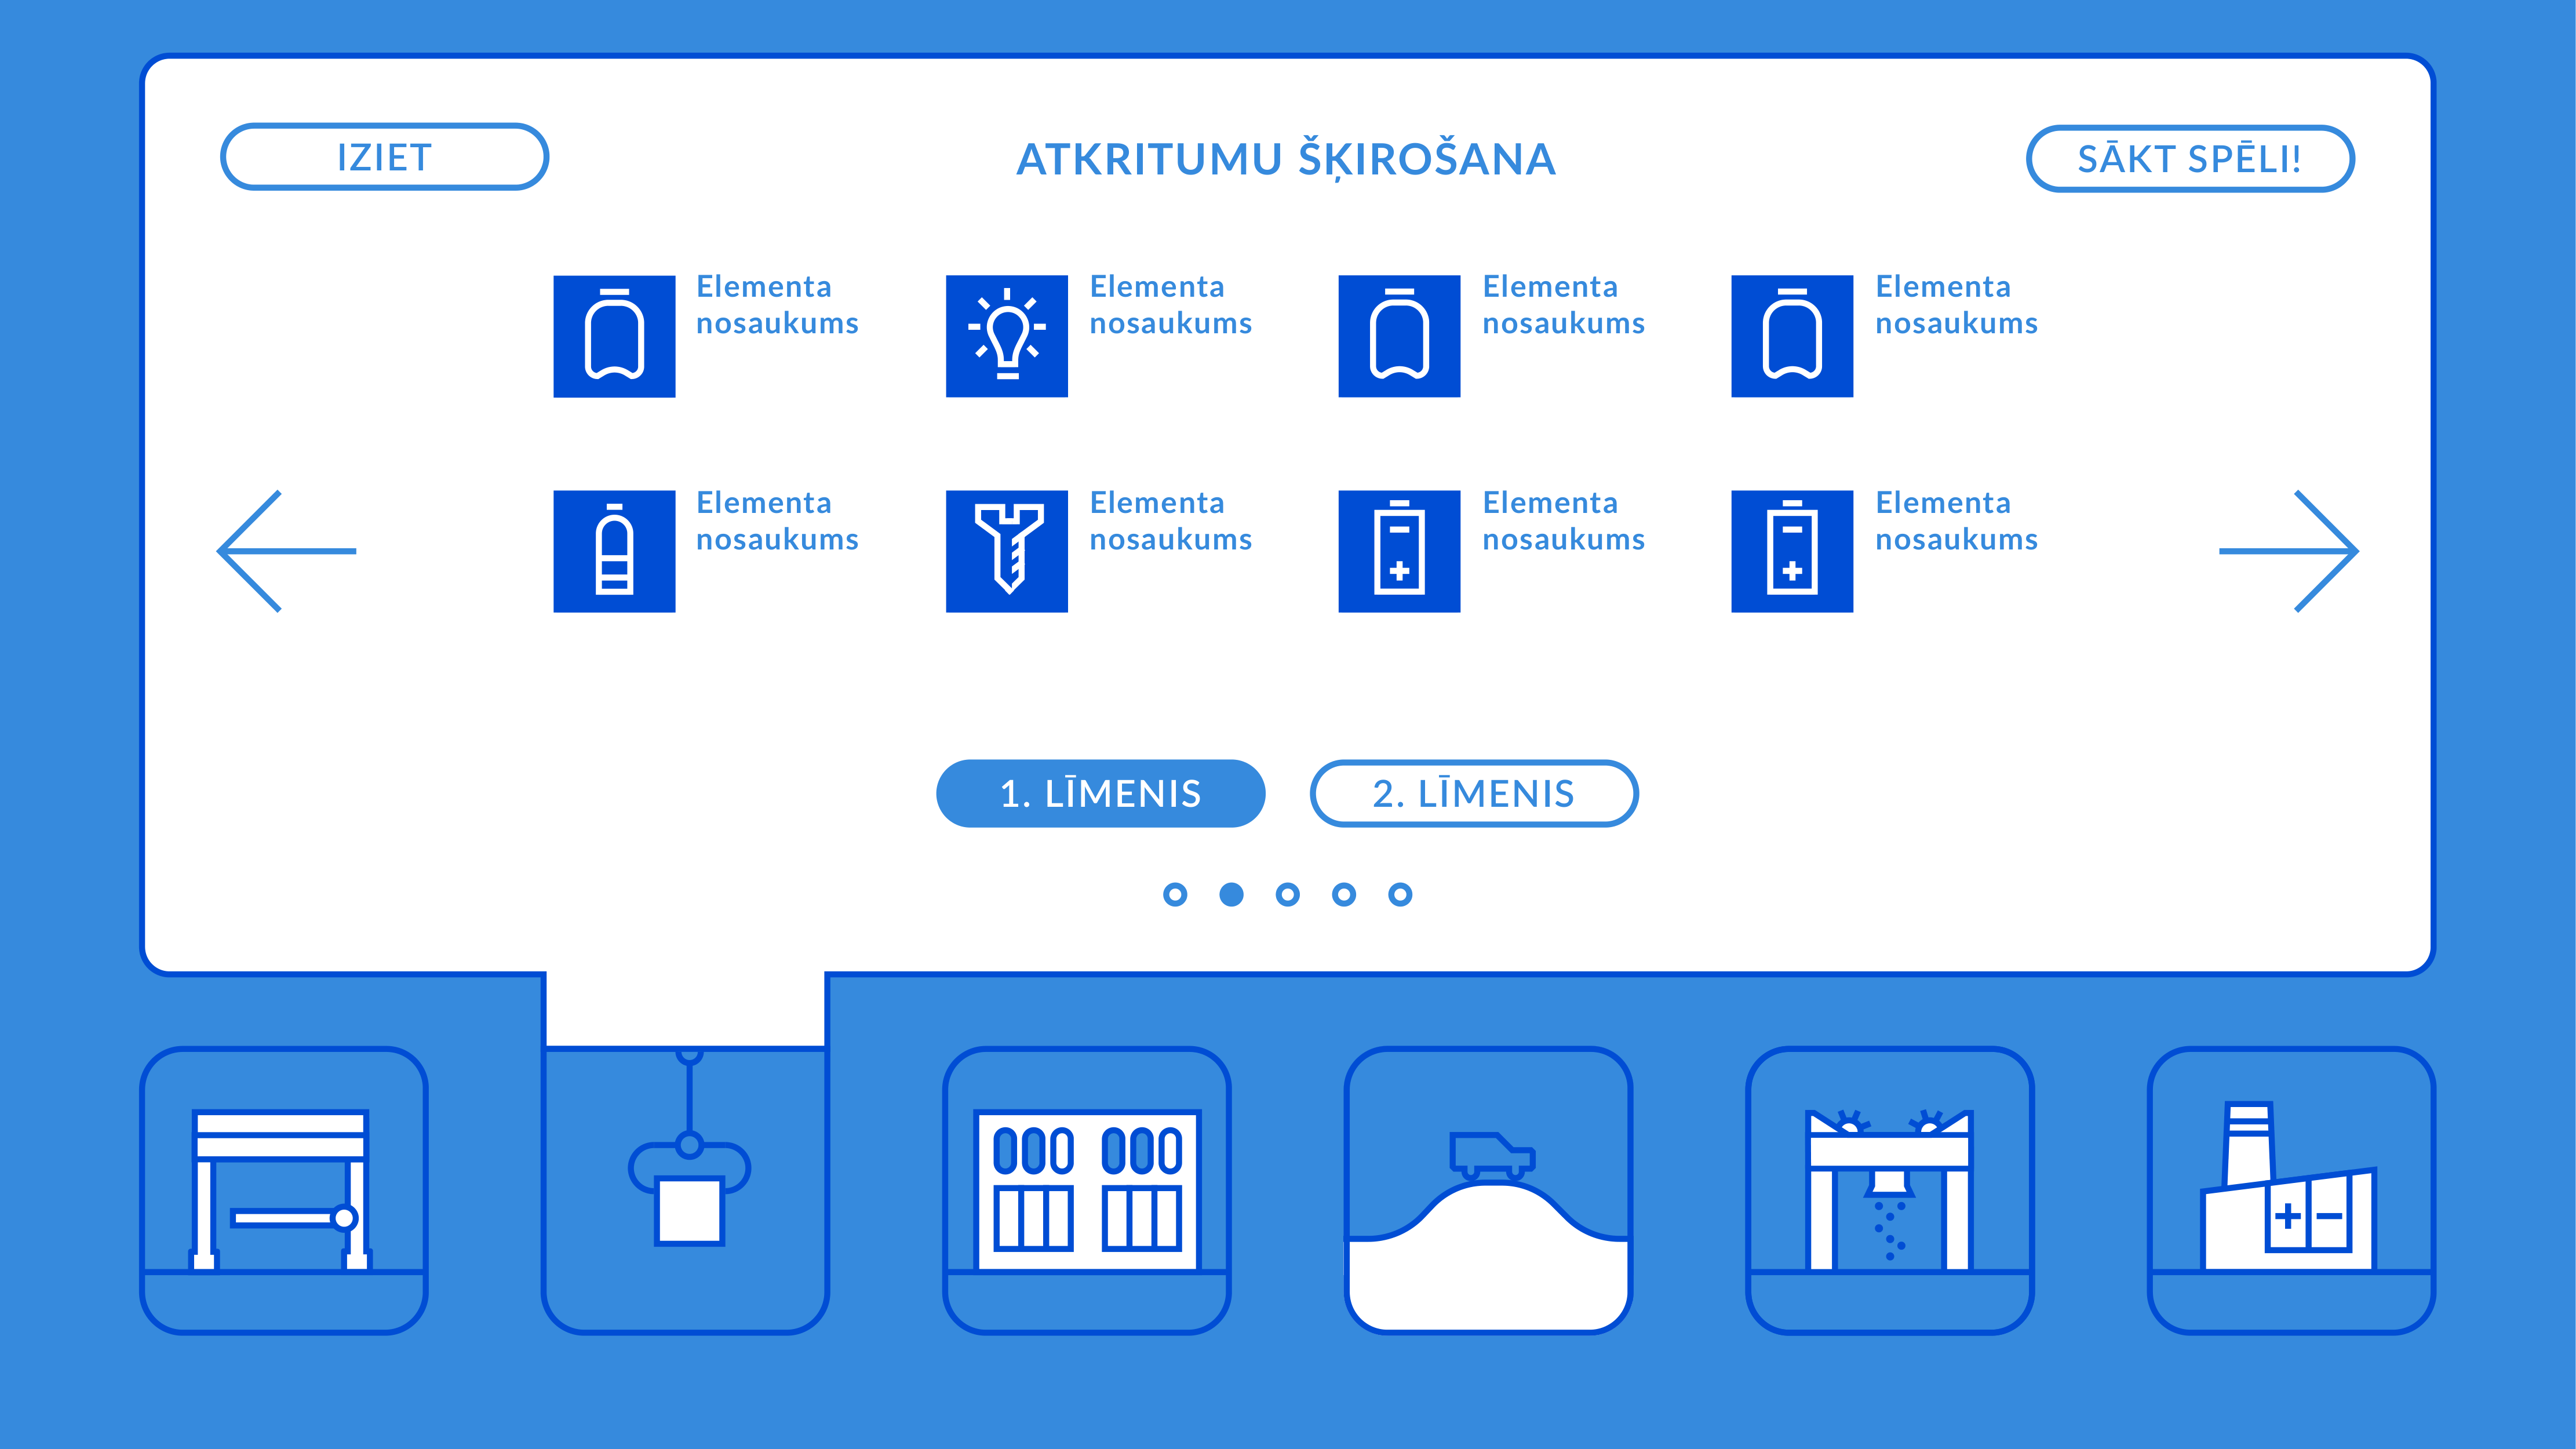 IZIET
ATKRITUMU ŠĶIROŠANA
SĀKT SPĒLI!
Elementa
nosaukums
Elementa
nosaukums
Elementa
nosaukums
Elementa
nosaukums
Elementa
nosaukums
Elementa
nosaukums
Elementa
nosaukums
Elementa
nosaukums
1. LĪMENIS
2. LĪMENIS